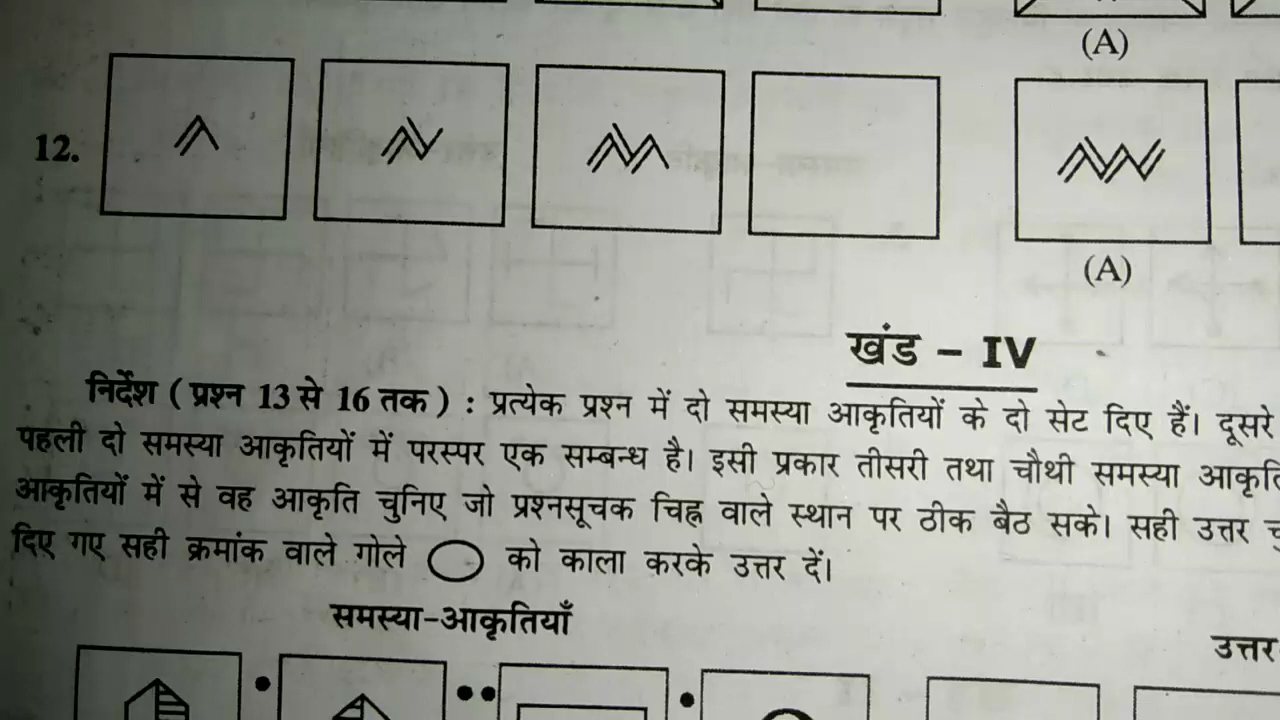 (A)
12.
(A)
खंड – IV
निर्देश ( प्रश्न 13 से 16 तक ) : प्रत्येक प्रश्न में दो समस्या आकृतियों के दो सेट दिए हैं। दूसरे
पहली दो समस्या आकृतियों में परस्पर एक सम्बन्ध है। इसी प्रकार तीसरी तथा चौथी समस्या
आकृतियों में से वह आकृति चुनिए जो प्रश्नसूचक चिह्न वाले स्थान पर ठीक बैठ सके। सही उत्तर
दिए गए सही क्रमांक वाले गोले को काला करके उत्तर दें।
समस्या-आकृतियाँ
उत्तर